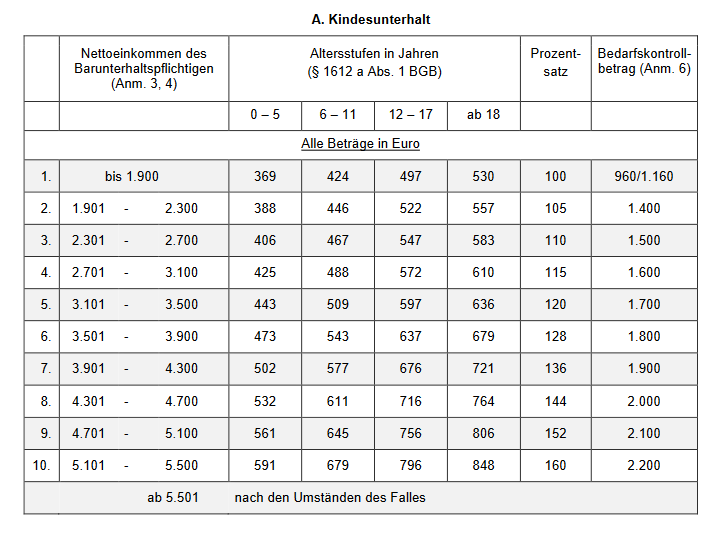 A. Kindesunterhalt
Nettoeinkommen des Barunterhaltspflichtigen (Anm. 3, 4) Altersstufen in Jahren (§ 1612 a Abs. 1 BGB) Prozent-satz Bedarfskontroll-betrag (Anm. 6)
0 – 5 6 – 11 12 – 17 ab 18
Alle Beträge in Euro
1. bis 1.900 369 424 497 530 100 960/1.160
2. 1.901 - 2.300 388 446 522 557 105 1.400
3. 2.301 - 2.700 406 467 547 583 110 1.500
4. 2.701 - 3.100 425 488 572 610 115 1.600
5. 3.101 - 3.500 443 509 597 636 120 1.700
6. 3.501 - 3.900 473 543 637 679 128 1.800
7. 3.901 - 4.300 502 577 676 721 136 1.900
8. 4.301 - 4.700 532 611 716 764 144 2.000
9. 4.701 - 5.100 561 645 756 806 152 2.100
10. 5.101 - 5.500 591 679 796 848 160 2.200
ab 5.501 nach den Umständen des Falles